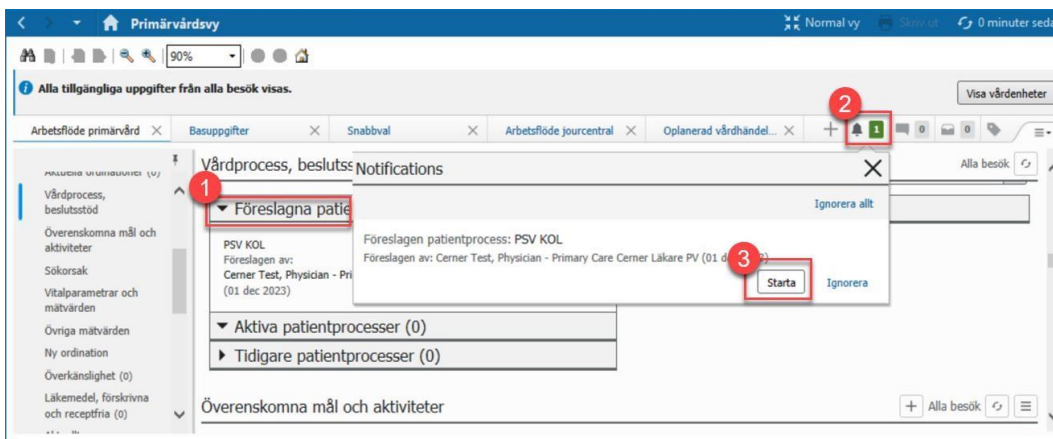 Primärvårdsvy
Normal vy
Skriv ut
0 minuter seda
90%
Alla tillgängliga uppgifter från alla besök visas.
Visa vårdenheter
2
Arbetsflöde primärvård
Basuppgifter
Snabbval
Arbetsflöde jourcentral
Oplanerad vårdhändel...
1
0
0
Aktuella ordinationer (0)
Vårdprocess,
beslutsstöd
Överenskomna mål och
aktiviteter
Sökorsak
Vitalparametrar och
mätvärden
Övriga mätvärden
Ny ordination
Överkänslighet (0)
Läkemedel, förskrivna
och receptfria (0)
Vårdprocess, beslutss
Alla besök
1
Föreslagna patie
PSV KOL
Föreslagen av:
Cerner Test, Physician - Pri
(01 dec 2023)
Notifications
Ignorera allt
Föreslagen patientprocess: PSV KOL
Föreslagen av: Cerner Test, Physician - Primary Care Cerner Läkare PV (01 d
3
Starta
Ignorera
Aktiva patientprocesser (0)
Tidigare patientprocesser (0)
Överenskomna mål och aktiviteter
Alla besök